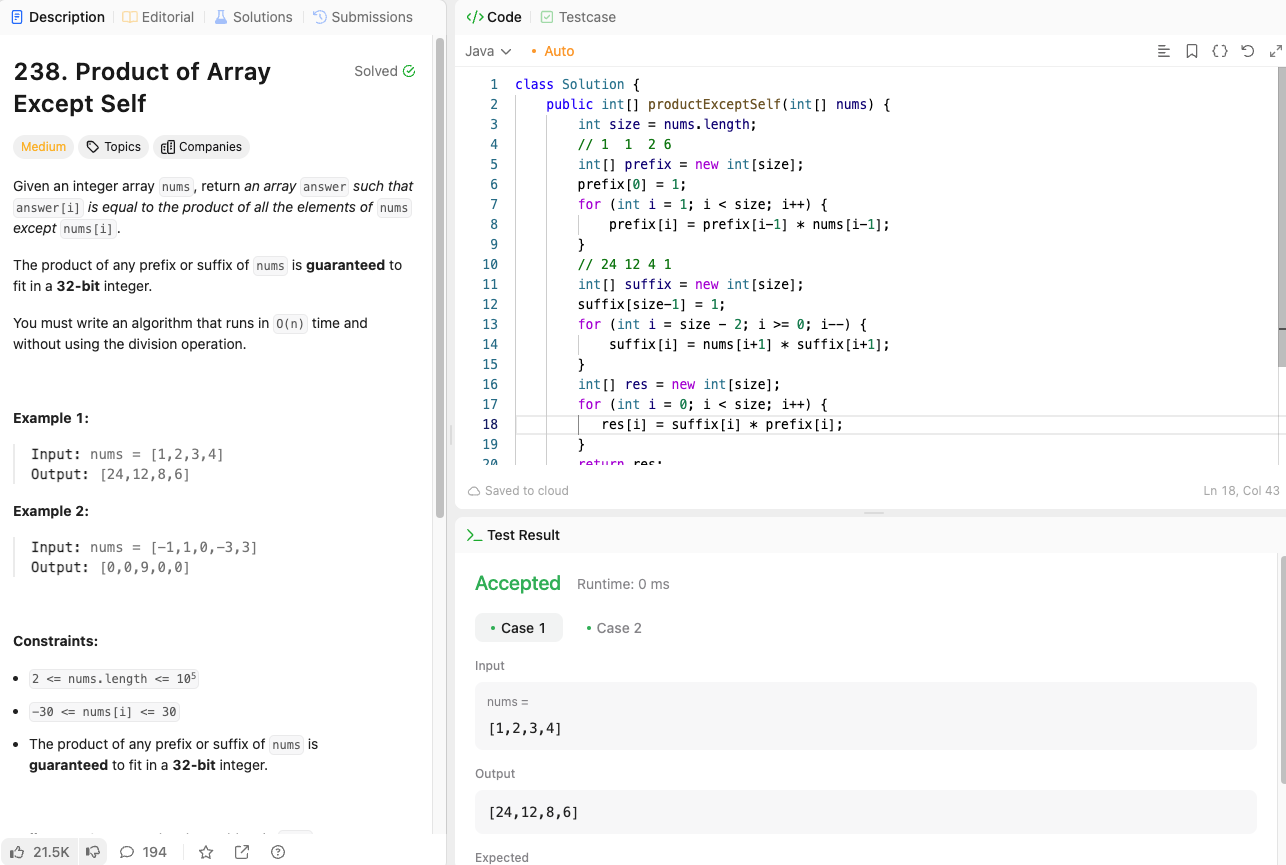 Description
Editorial
Solutions
Submissions
238. Product of Array
Except Self
Solved
Medium
Topics
Companies
Given an integer array nums, return an array answer such that
answer[i] is equal to the product of all the elements of nums
except nums[i].
The product of any prefix or suffix of nums is guaranteed to
fit in a 32-bit integer.
You must write an algorithm that runs in O(n) time and
without using the division operation.
Example 1:
Input: nums = [1,2,3,4]
Output: [24,12,8,6]
Example 2:
Input: nums = [-1,1,0,-3,3]
Output: [0,0,9,0,0]
Constraints:
• 2 <= nums.length <= 10⁵
• -30 <= nums[i] <= 30
• The product of any prefix or suffix of nums is
guaranteed to fit in a 32-bit integer.
21.5K
194
</> Code
Testcase
Java
• Auto
1 class Solution {
2 public int[] productExceptSelf(int[] nums) {
3 int size = nums.length;
4 // 1  1  2 6
5 int[] prefix = new int[size];
6 prefix[0] = 1;
7 for (int i = 1; i < size; i++) {
8 prefix[i] = prefix[i-1] * nums[i-1];
9 }
10 // 24 12 4 1
11 int[] suffix = new int[size];
12 suffix[size-1] = 1;
13 for (int i = size - 2; i >= 0; i--) {
14 suffix[i] = nums[i+1] * suffix[i+1];
15 }
16 int[] res = new int[size];
17 for (int i = 0; i < size; i++) {
18 res[i] = suffix[i] * prefix[i];
19 }
20 return res;
Saved to cloud
Ln 18, Col 43
Test Result
Accepted
Runtime: 0 ms
• Case 1
• Case 2
Input
nums =
[1,2,3,4]
Output
[24,12,8,6]
Expected